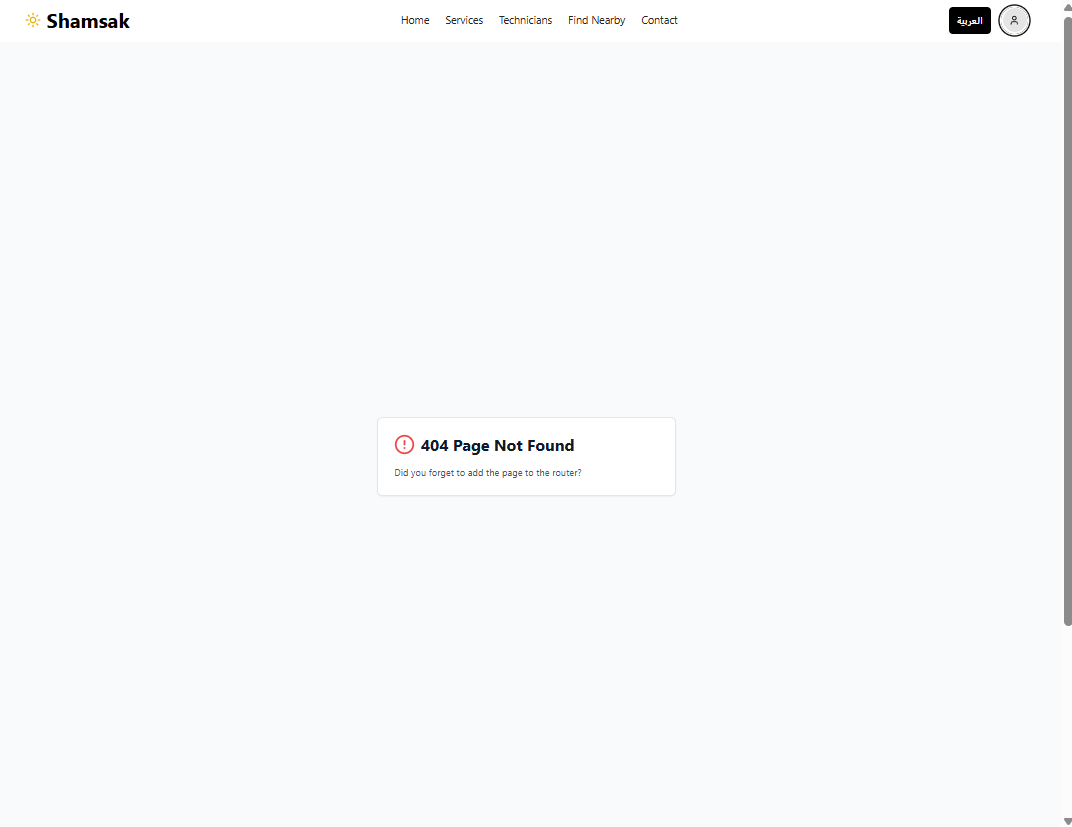 Shamsak
Home Services Technicians Find Nearby Contact
العربية
404 Page Not Found
Did you forget to add the page to the router?